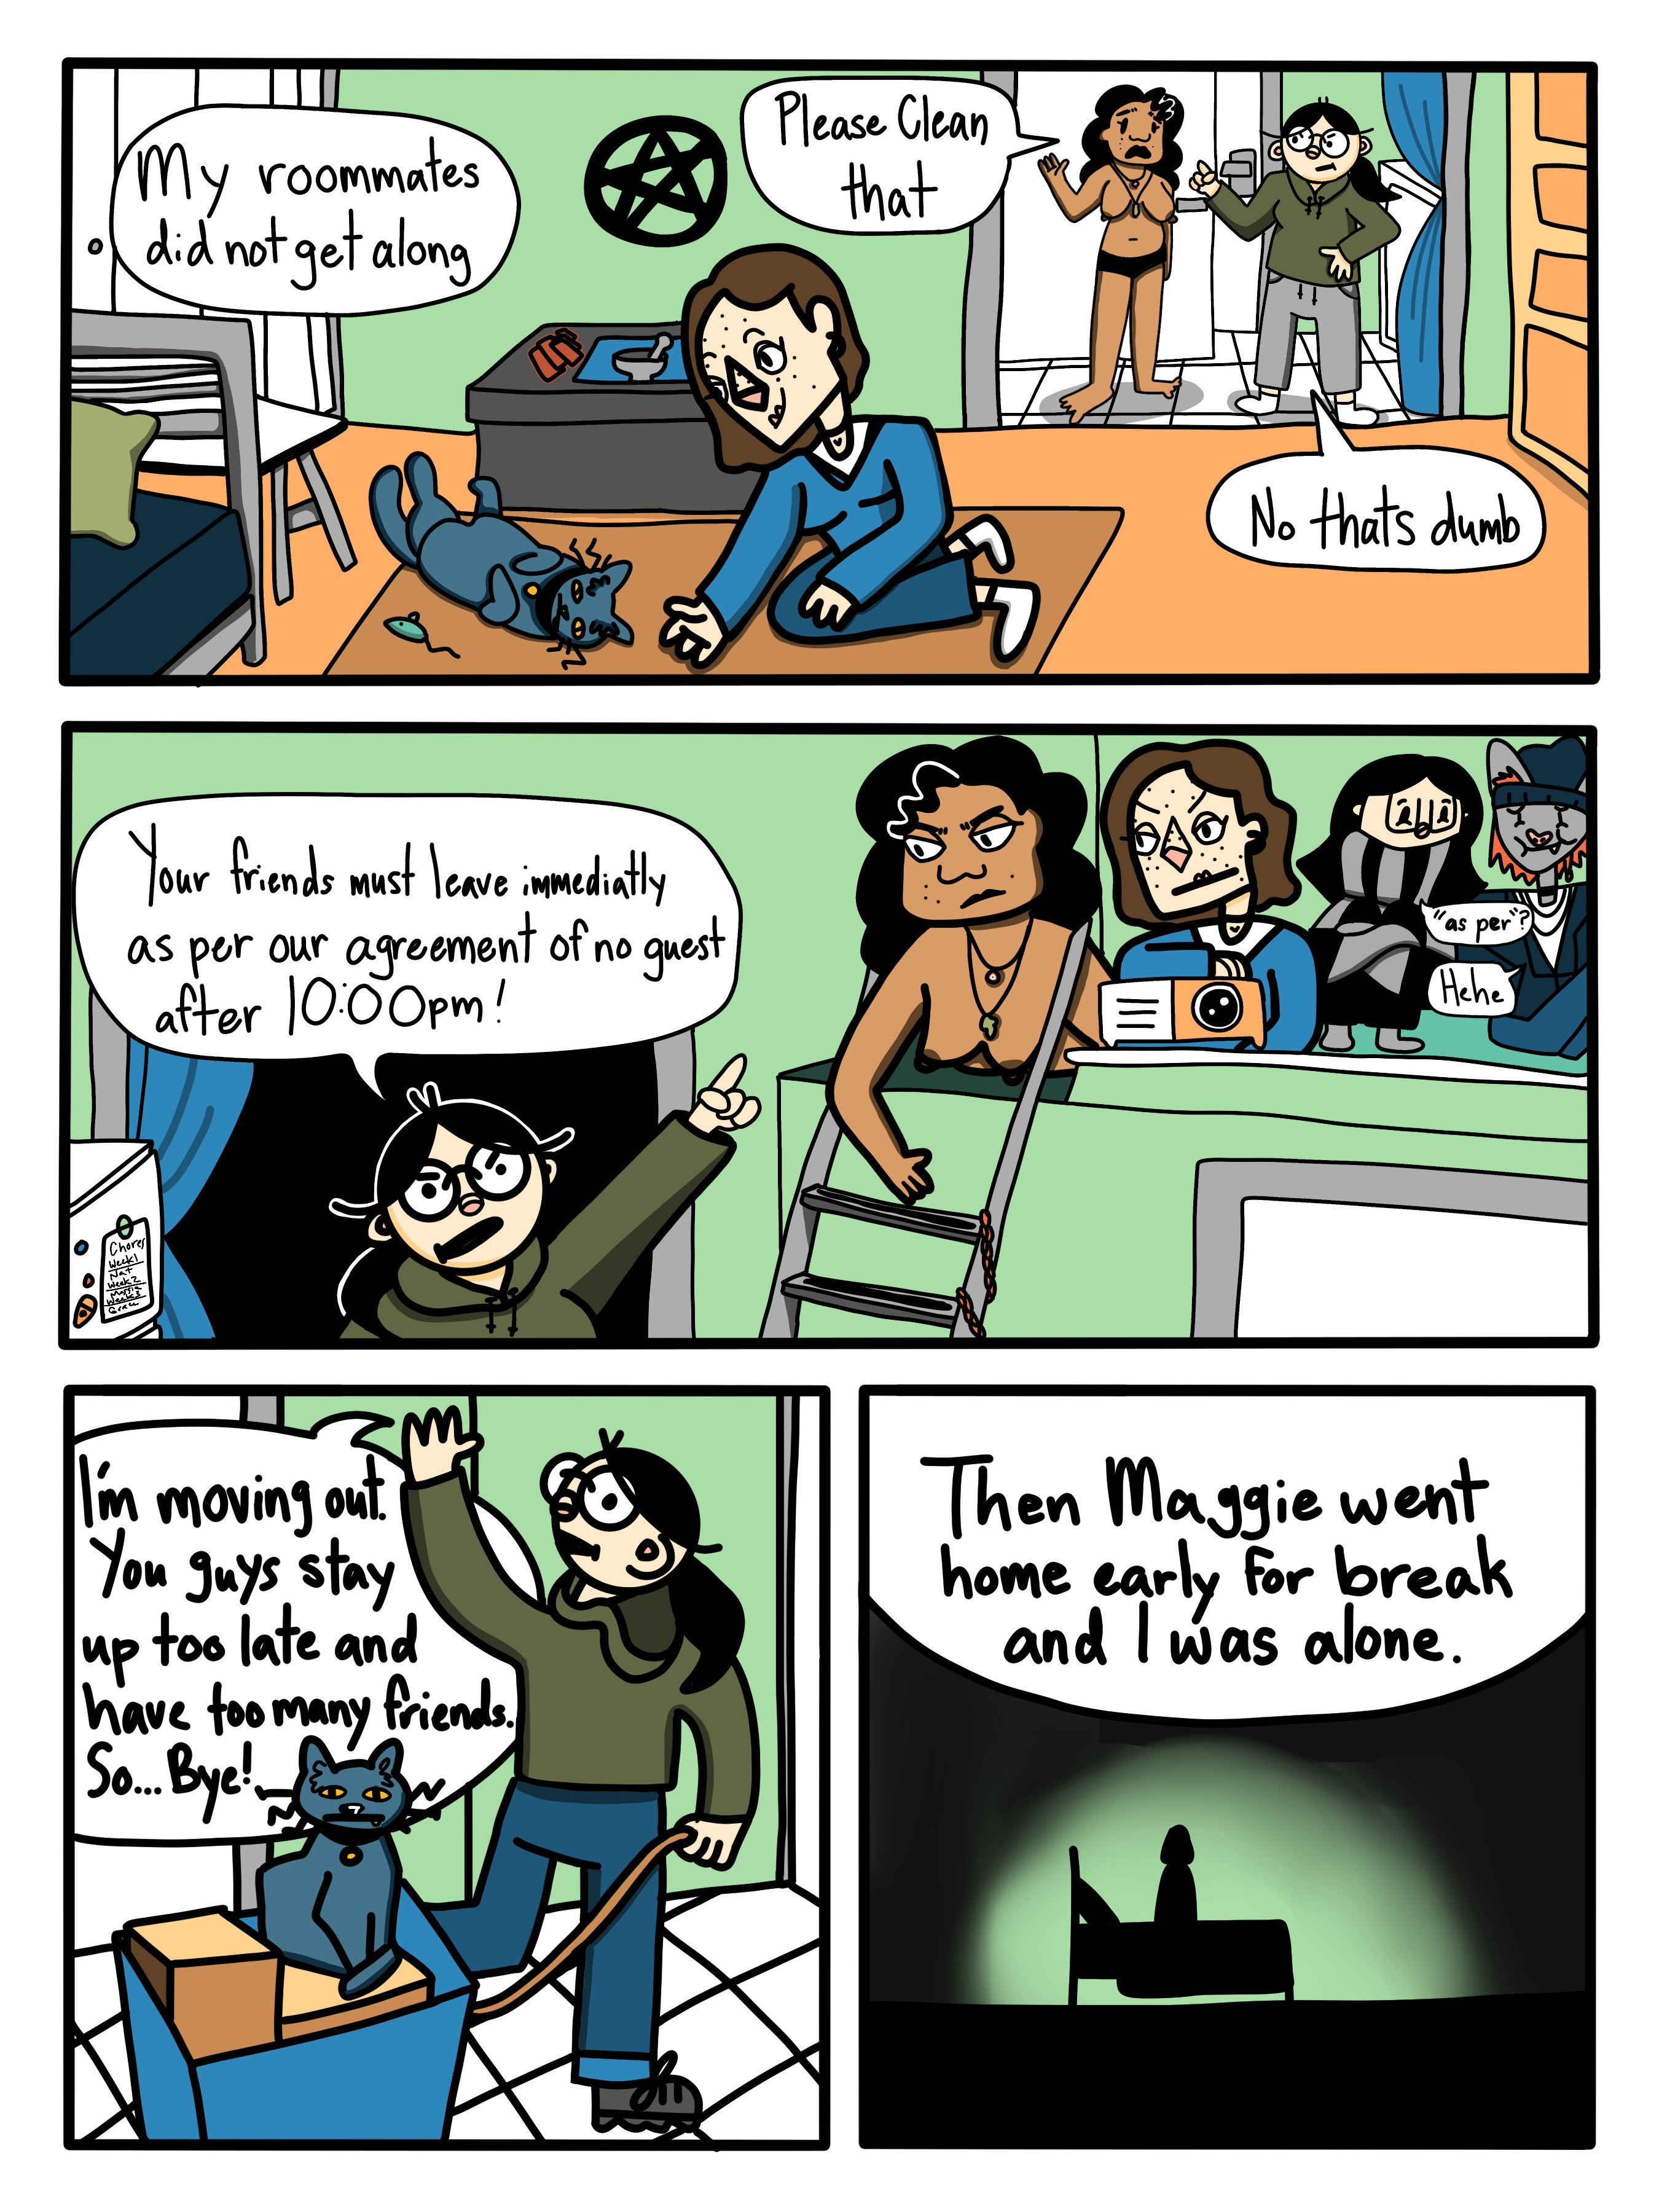 My roommates
did not get along
Please Clean
that
No thats dumb
Your friends must leave immediatly
as per our agreement of no guest
after 10:00pm!
"as per"?
Hehe
Chores
Week1
Nat
Week2
Maggie
Week3
Grace
I'm moving out.
You guys stay
up too late and
have too many friends.
So... Bye!
Then Maggie went
home early for break
and I was alone.